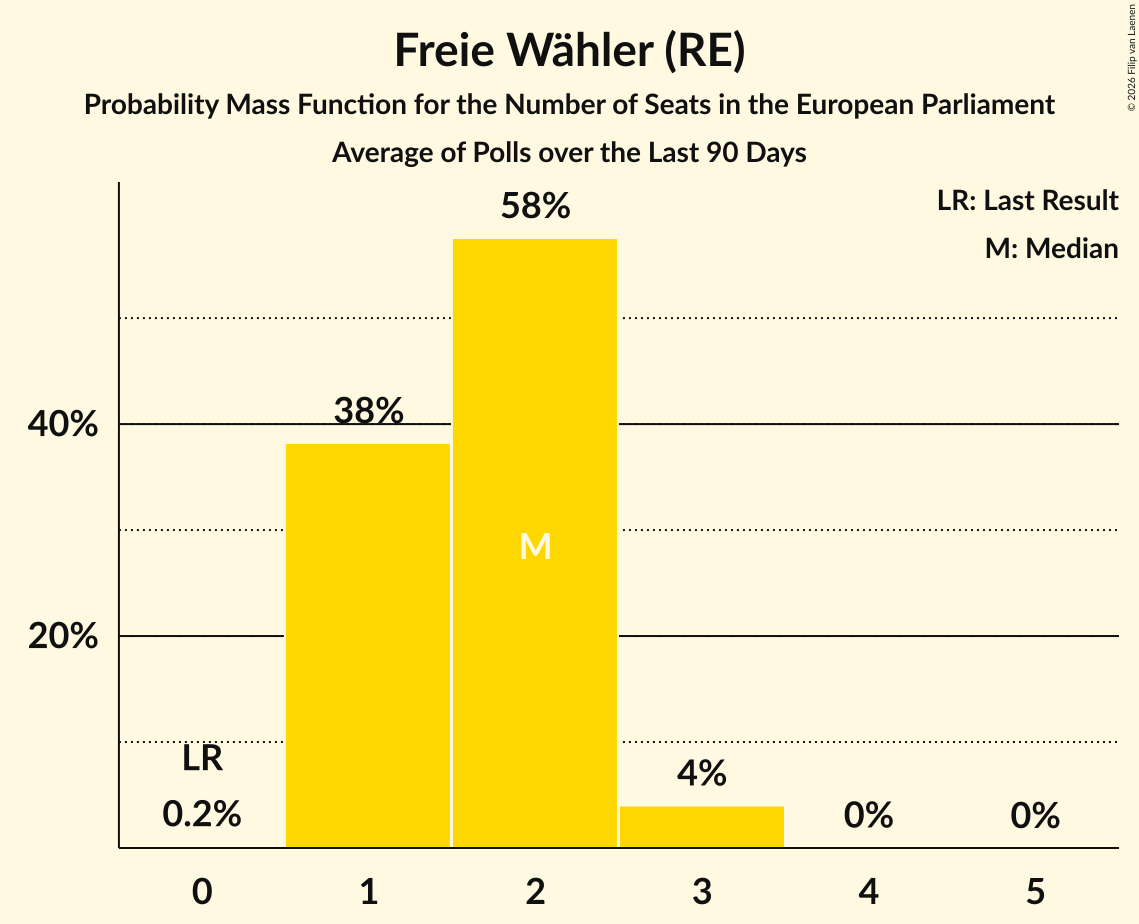 Freie Wähler (RE)
Probability Mass Function for the Number of Seats in the European Parliament
Average of Polls over the Last 90 Days
© 2026 Filip van Laenen
LR: Last Result
M: Median
58%
38%
40%
M
20%
LR
0.2%
4%
0%
0%
0 1 2 3 4 5